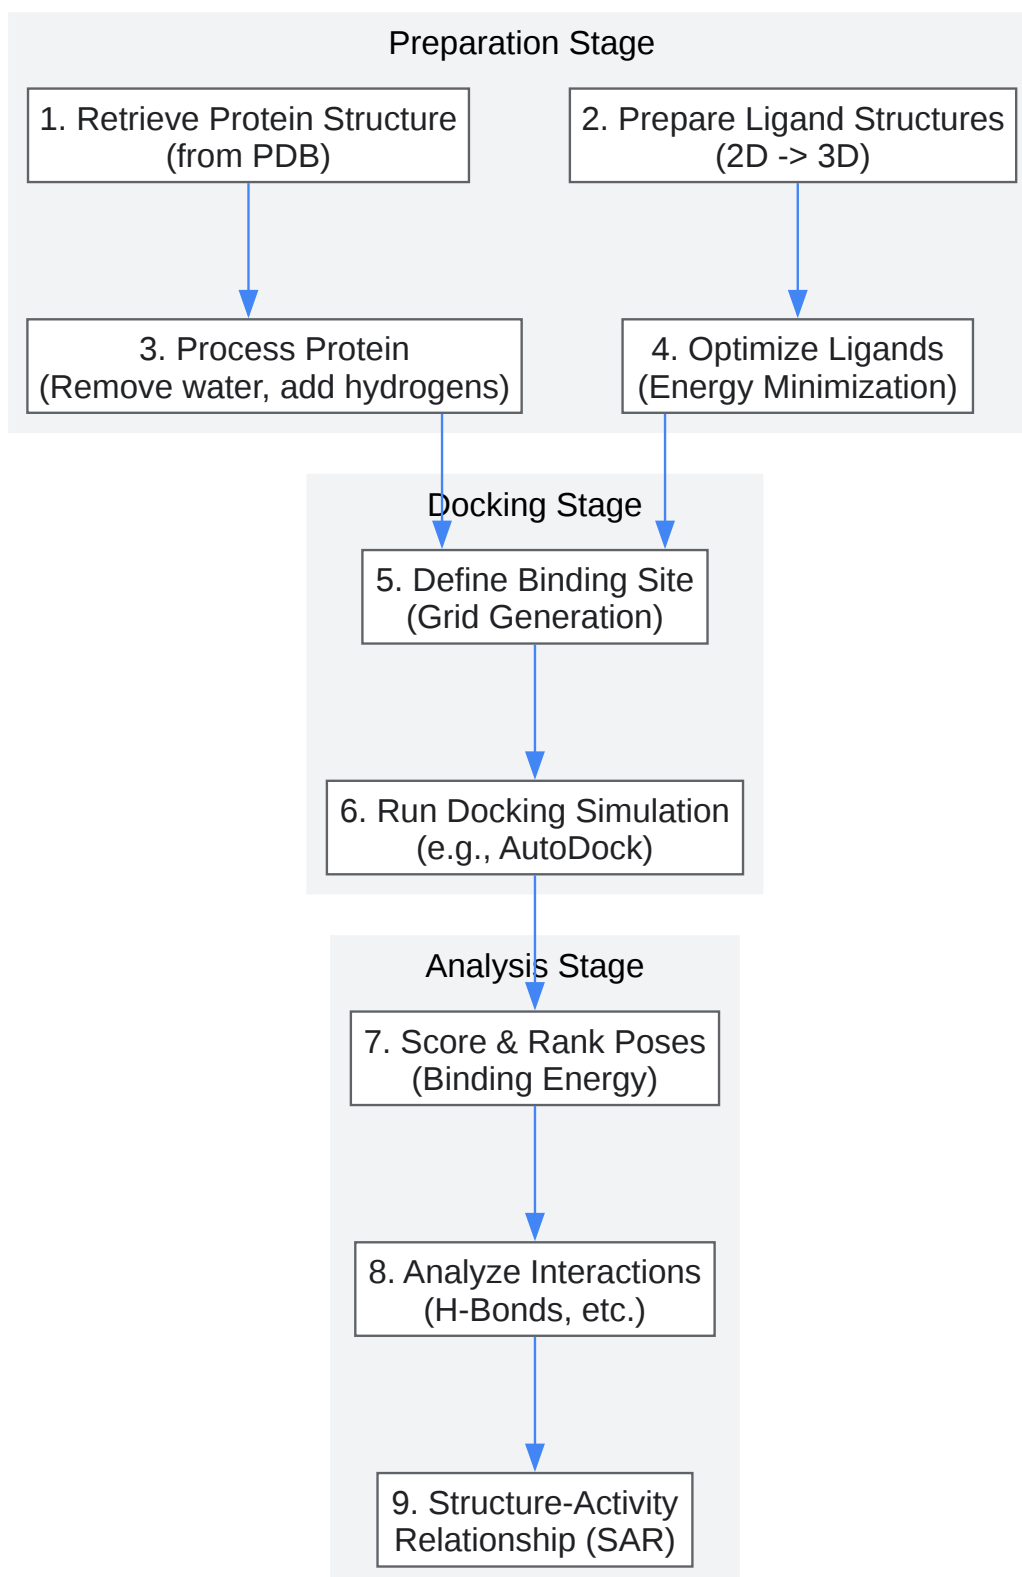 Preparation Stage
1. Retrieve Protein Structure
(from PDB)
2. Prepare Ligand Structures
(2D -> 3D)
3. Process Protein
(Remove water, add hydrogens)
4. Optimize Ligands
(Energy Minimization)
Docking Stage
5. Define Binding Site
(Grid Generation)
6. Run Docking Simulation
(e.g., AutoDock)
Analysis Stage
7. Score & Rank Poses
(Binding Energy)
8. Analyze Interactions
(H-Bonds, etc.)
9. Structure-Activity
Relationship (SAR)